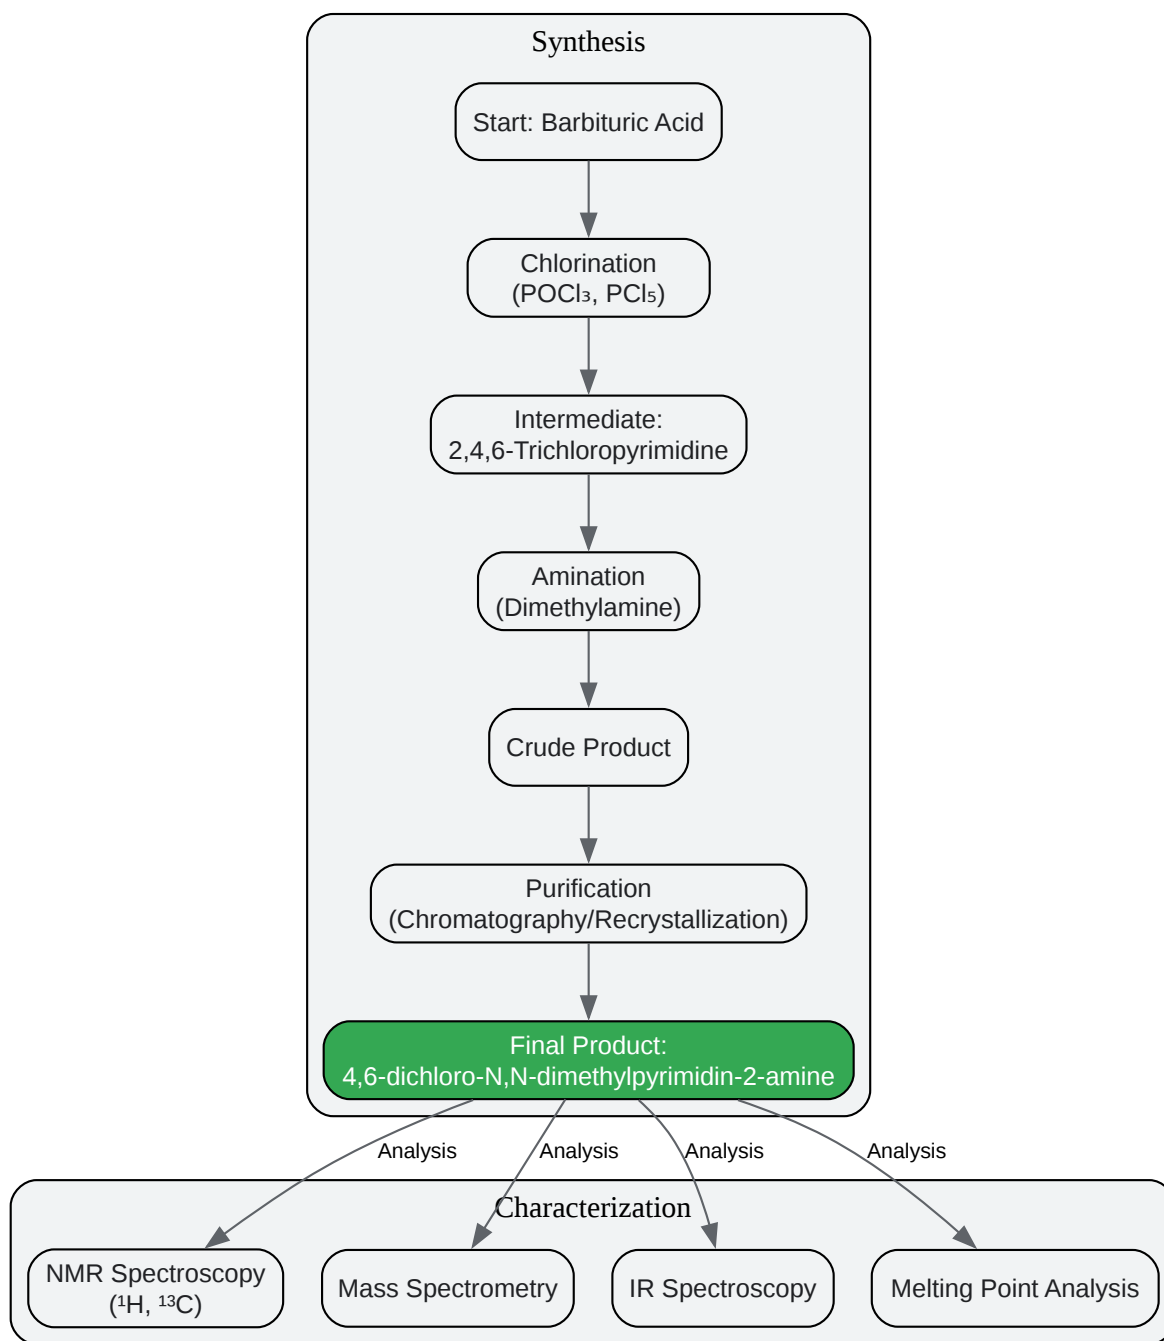 Synthesis
Start: Barbituric Acid
Chlorination
(POCl₃, PCl₅)
Intermediate:
2,4,6-Trichloropyrimidine
Amination
(Dimethylamine)
Crude Product
Purification
(Chromatography/Recrystallization)
Final Product:
4,6-dichloro-N,N-dimethylpyrimidin-2-amine
Analysis
Analysis
Analysis
Analysis
Characterization
NMR Spectroscopy
(¹H, ¹³C)
Mass Spectrometry
IR Spectroscopy
Melting Point Analysis